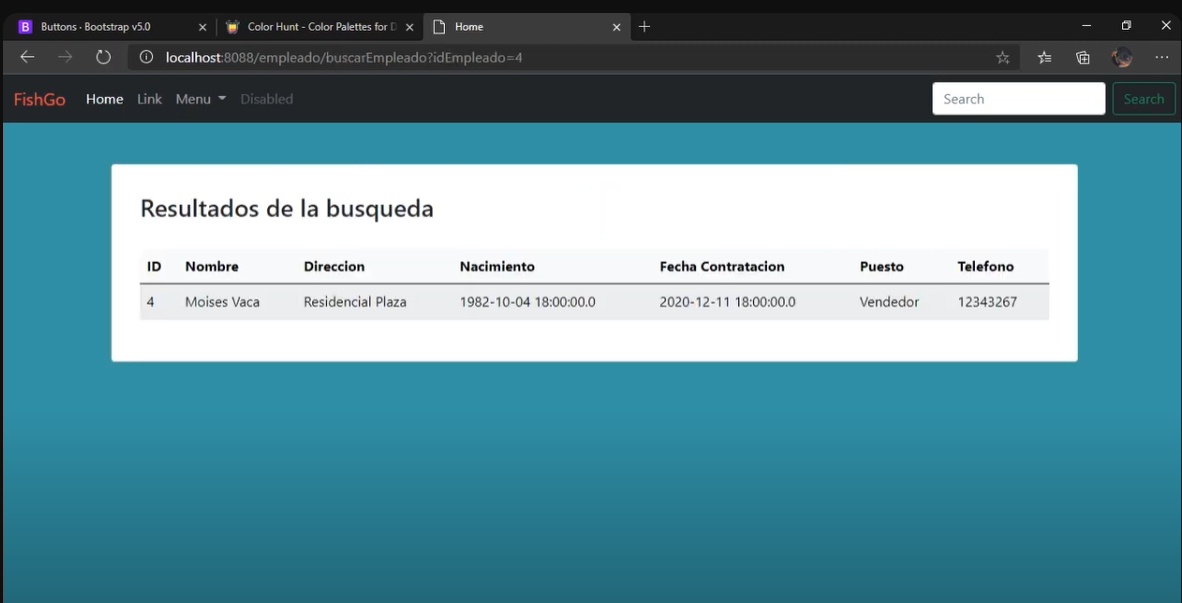 Buttons · Bootstrap v5.0
Color Hunt - Color Palettes for D
Home
localhost:8088/empleado/buscarEmpleado?idEmpleado=4
FishGo Home Link Menu Disabled Search Search
Resultados de la busqueda
ID Nombre Direccion Nacimiento Fecha Contratacion Puesto Telefono
4 Moises Vaca Residencial Plaza 1982-10-04 18:00:00.0 2020-12-11 18:00:00.0 Vendedor 12343267